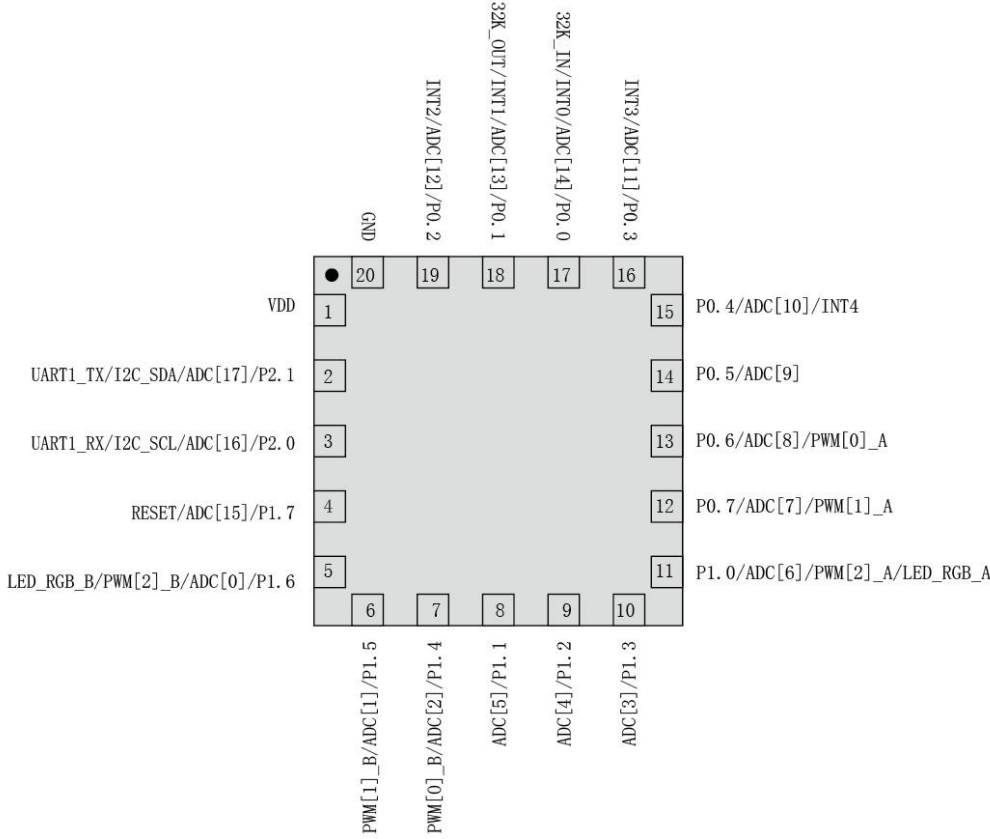 32K_OUT/INT1/ADC[13]/P0.1
32K_IN/INT0/ADC[14]/P0.0
INT2/ADC[12]/P0.2
INT3/ADC[11]/P0.3
GND
20
19
18
17
16
VDD
1
15
P0.4/ADC[10]/INT4
UART1_TX/I2C_SDA/ADC[17]/P2.1
2
14
P0.5/ADC[9]
UART1_RX/I2C_SCL/ADC[16]/P2.0
3
13
P0.6/ADC[8]/PWM[0]_A
RESET/ADC[15]/P1.7
4
12
P0.7/ADC[7]/PWM[1]_A
LED_RGB_B/PWM[2]_B/ADC[0]/P1.6
5
11
P1.0/ADC[6]/PWM[2]_A/LED_RGB_A
6
7
8
9
10
PWM[1]_B/ADC[1]/P1.5
PWM[0]_B/ADC[2]/P1.4
ADC[5]/P1.1
ADC[4]/P1.2
ADC[3]/P1.3